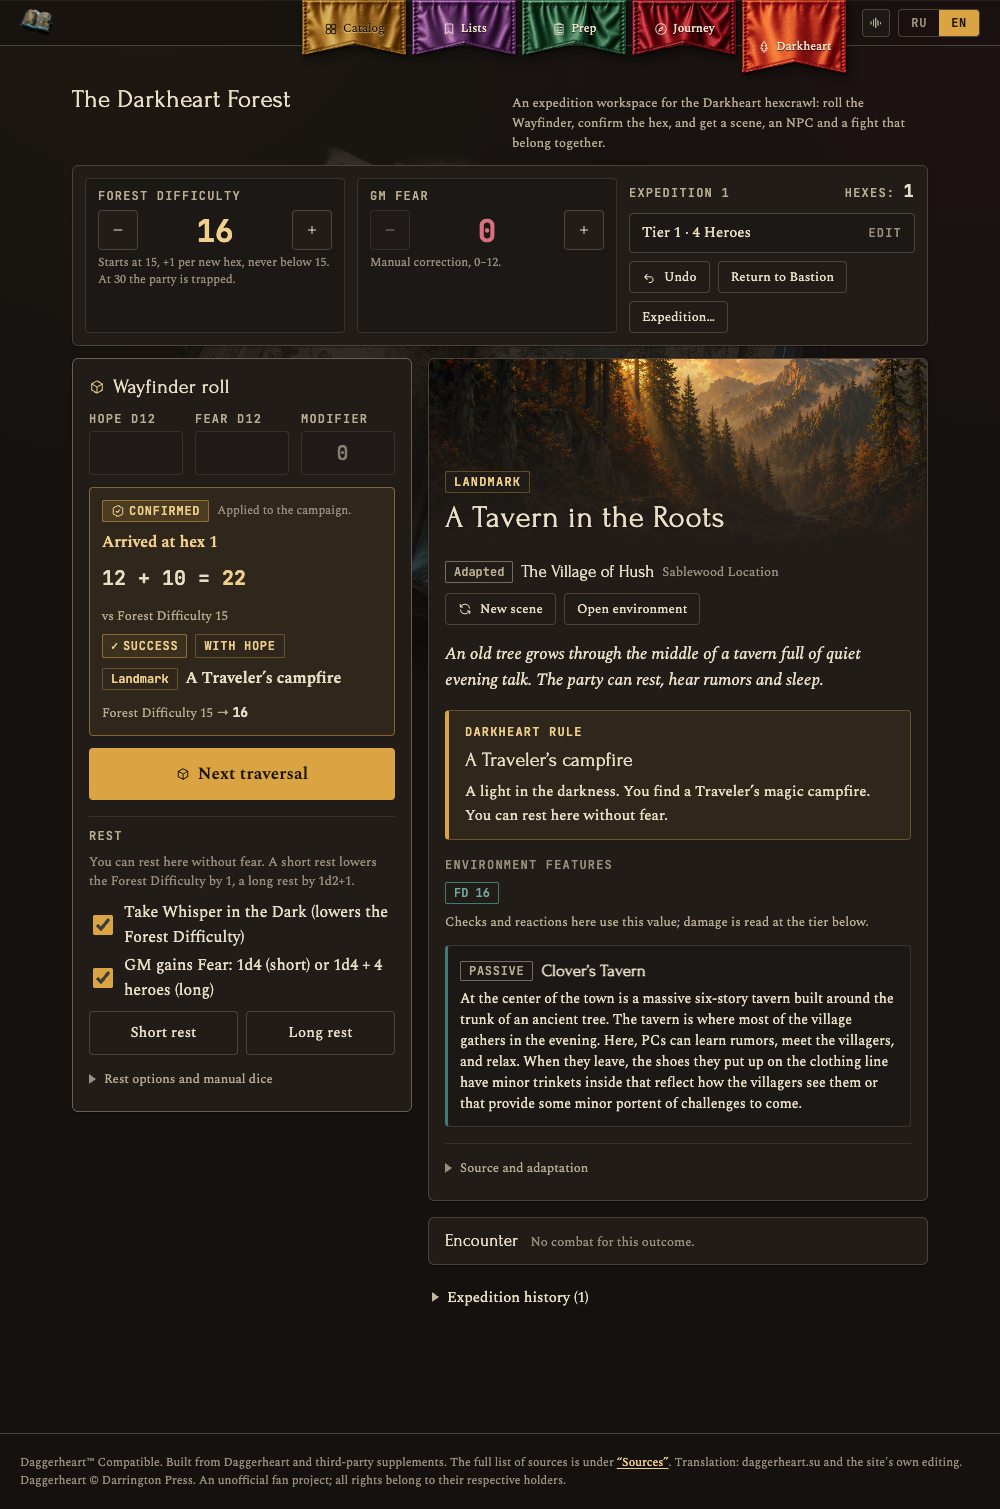 Catalog
Lists
Prep
Journey
Darkheart
RU
EN
The Darkheart Forest
An expedition workspace for the Darkheart hexcrawl: roll the
Wayfinder, confirm the hex, and get a scene, an NPC and a fight that
belong together.
FOREST DIFFICULTY
− 16 +
Starts at 15, +1 per new hex, never below 15.
At 30 the party is trapped.
GM FEAR
− 0 +
Manual correction, 0–12.
EXPEDITION 1
HEXES: 1
Tier 1 · 4 Heroes EDIT
Undo
Return to Bastion
Expedition…
Wayfinder roll
HOPE D12 FEAR D12 MODIFIER
0
CONFIRMED Applied to the campaign.
Arrived at hex 1
12 + 10 = 22
vs Forest Difficulty 15
✓ SUCCESS WITH HOPE
Landmark A Traveler’s campfire
Forest Difficulty 15 → 16
Next traversal
REST
You can rest here without fear. A short rest lowers
the Forest Difficulty by 1, a long rest by 1d2+1.
Take Whisper in the Dark (lowers the
Forest Difficulty)
GM gains Fear: 1d4 (short) or 1d4 + 4
heroes (long)
Short rest
Long rest
Rest options and manual dice
LANDMARK
A Tavern in the Roots
Adapted The Village of Hush Sablewood Location
New scene
Open environment
An old tree grows through the middle of a tavern full of quiet
evening talk. The party can rest, hear rumors and sleep.
DARKHEART RULE
A Traveler’s campfire
A light in the darkness. You find a Traveler’s magic campfire.
You can rest here without fear.
ENVIRONMENT FEATURES
FD 16
Checks and reactions here use this value; damage is read at the tier below.
PASSIVE Clover’s Tavern
At the center of the town is a massive six-story tavern built around the
trunk of an ancient tree. The tavern is where most of the village
gathers in the evening. Here, PCs can learn rumors, meet the villagers,
and relax. When they leave, the shoes they put up on the clothing line
have minor trinkets inside that reflect how the villagers see them or
that provide some minor portent of challenges to come.
Source and adaptation
Encounter No combat for this outcome.
Expedition history (1)
Daggerheart™ Compatible. Built from Daggerheart and third-party supplements. The full list of sources is under “Sources”. Translation: daggerheart.su and the site's own editing.
Daggerheart © Darrington Press. An unofficial fan project; all rights belong to their respective holders.